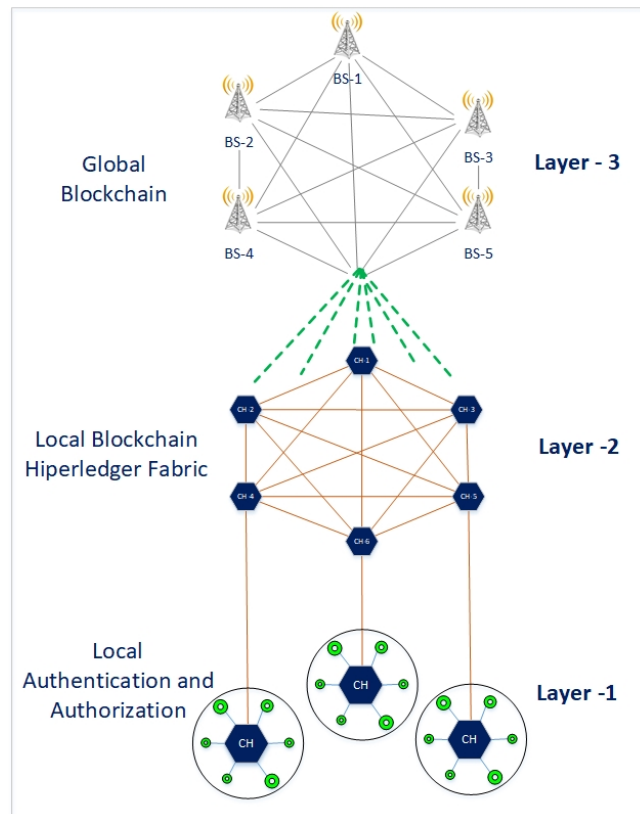 BS-1
BS-2
BS-3
Global
Blockchain
Layer - 3
BS-4
BS-5
CH-1
CH-2
CH-3
Local Blockchain
Hiperledger Fabric
Layer -2
CH-4
CH-5
CH-6
Local
Authentication and
Authorization
Layer -1
CH
CH
CH